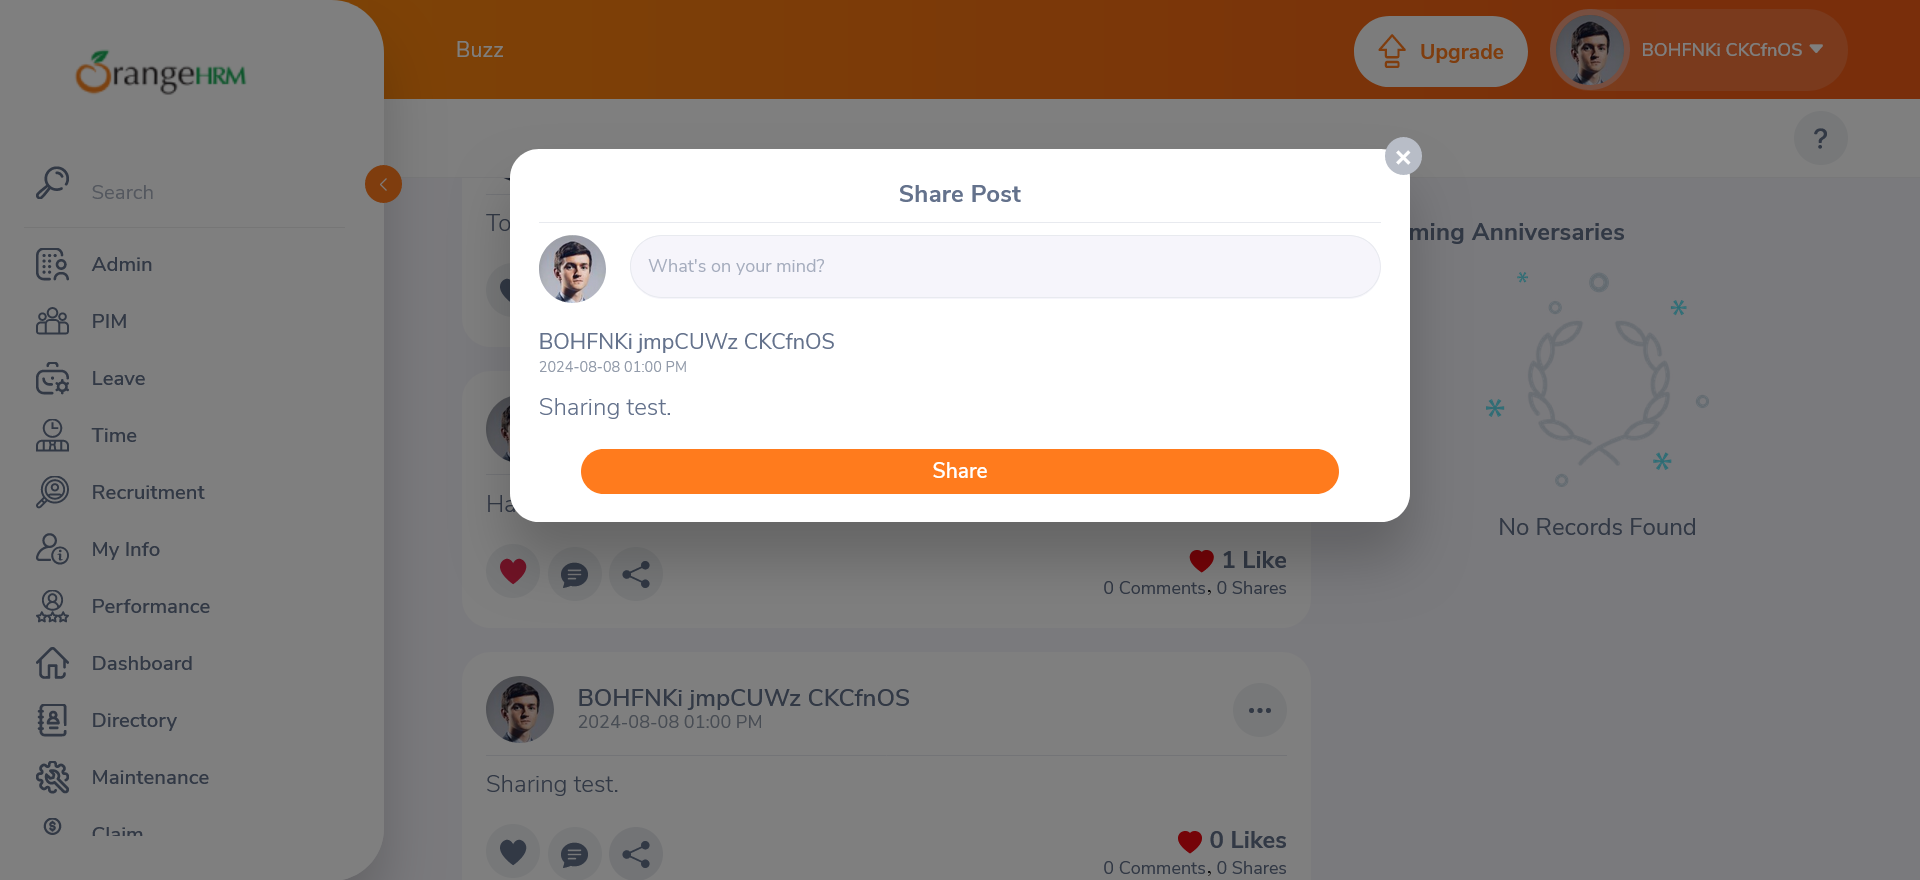 OrangeHRM
Search
Admin
PIM
Leave
Time
Recruitment
My Info
Performance
Dashboard
Directory
Maintenance
Claim
Buzz
Upgrade
BOHFNKi CKCfnOS
?
To
Ha
Share Post
What's on your mind?
BOHFNKi jmpCUWz CKCfnOS
2024-08-08 01:00 PM
Sharing test.
Share
1 Like
0 Comments, 0 Shares
BOHFNKi jmpCUWz CKCfnOS
2024-08-08 01:00 PM
Sharing test.
0 Likes
0 Comments, 0 Shares
ming Anniversaries
No Records Found